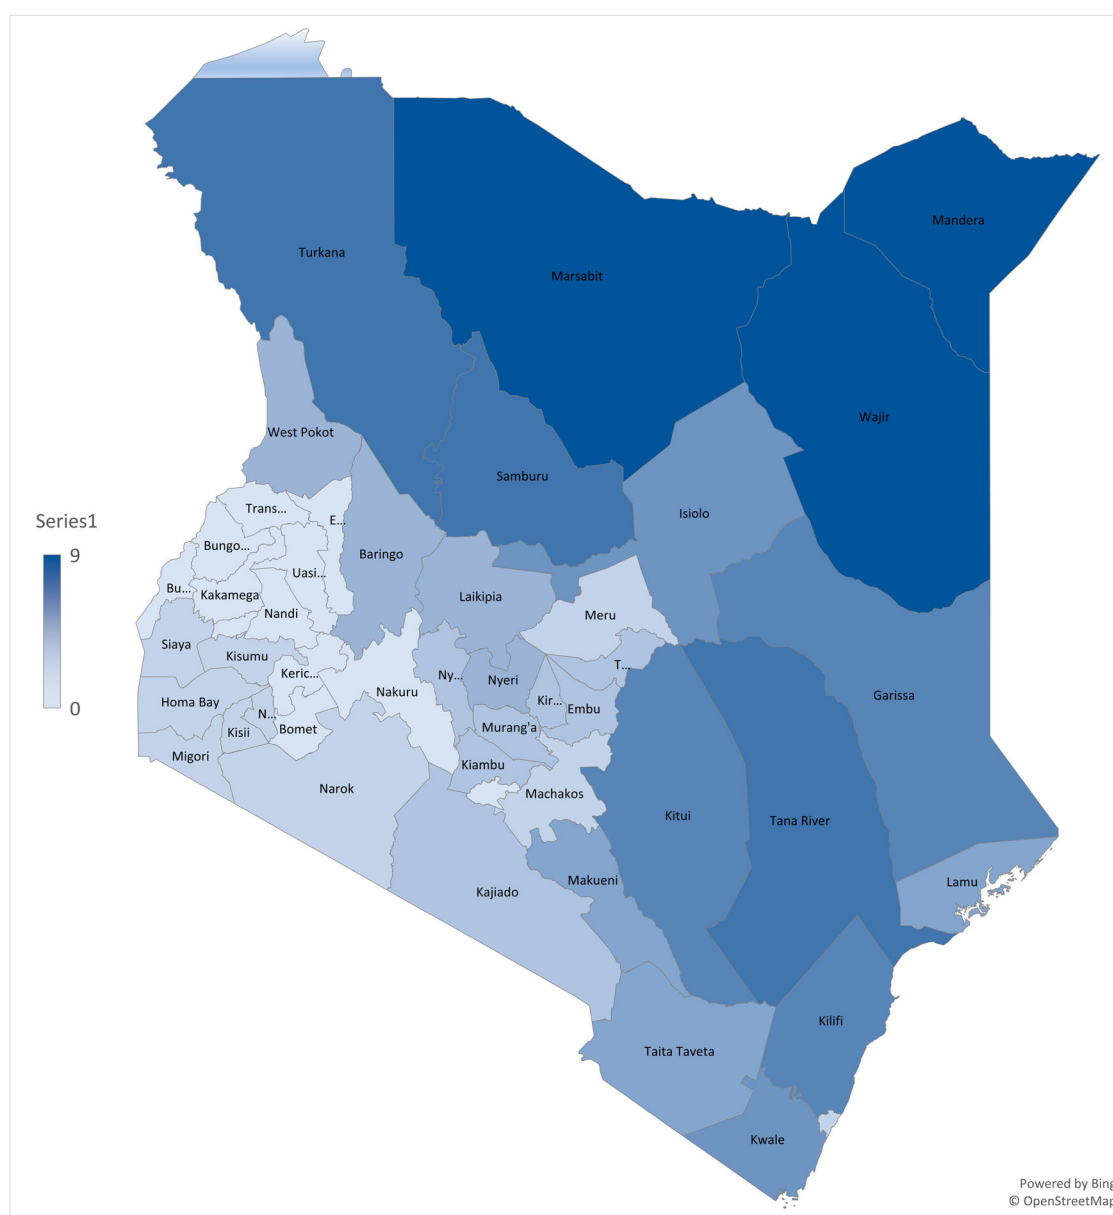 Mandera
Turkana
Marsabit
Wajir
West Pokot
Samburu
Trans...
Isiolo
E...
Series1
Bungo...
Baringo
9
Uasi...
Bu...
Kakamega
Laikipia
Nandi
Meru
Siaya
Kisumu
T...
Keric...
Ny...
Nyeri
Nakuru
Garissa
Homa Bay
Kir...
Embu
0
N...
Murang'a
Kisii
Bomet
Migori
Kiambu
Narok
Machakos
Kitui
Tana River
Makueni
Lamu
Kajiado
Kilifi
Taita Taveta
Kwale
Powered by Bing
© OpenStreetMap